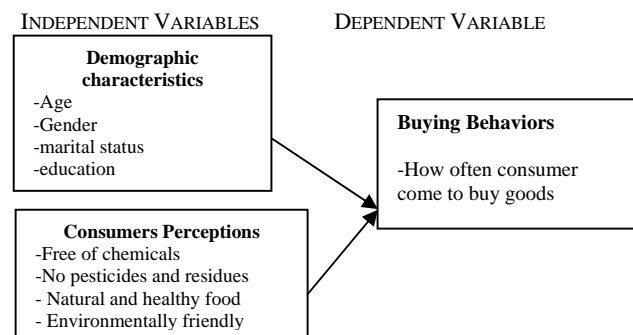 INDEPENDENT VARIABLES
DEPENDENT VARIABLE
Demographic
characteristics
-Age
-Gender
-marital status
-education
Buying Behaviors
-How often consumer
come to buy goods
Consumers Perceptions
-Free of chemicals
-No pesticides and residues
- Natural and healthy food
- Environmentally friendly